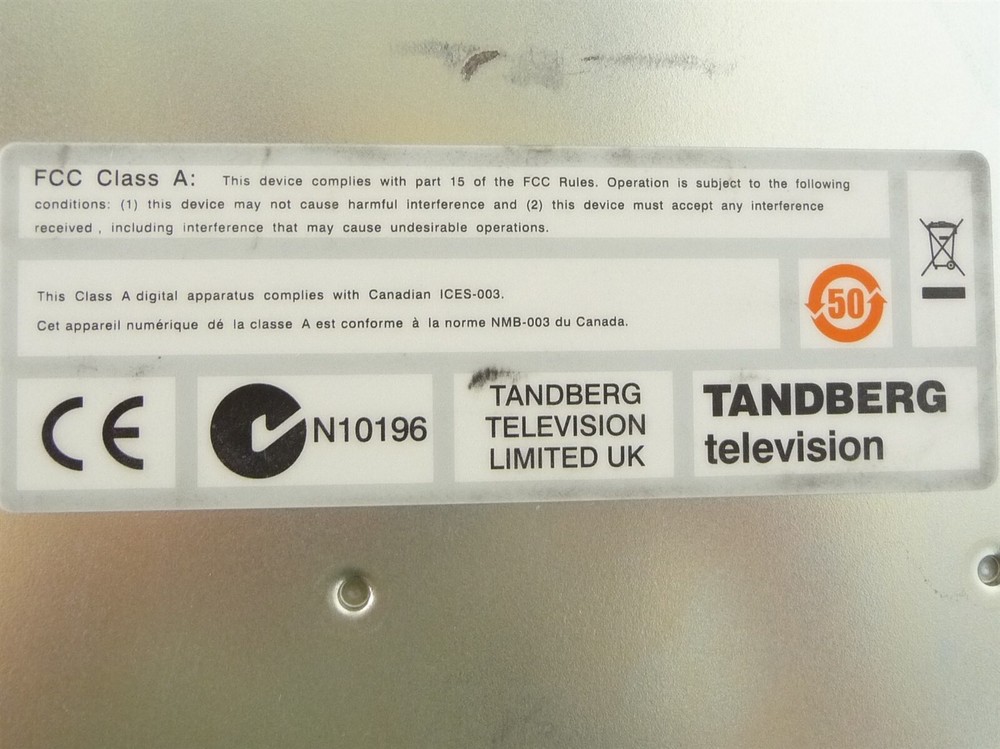 FCC Class A: This device complies with part 15 of the FCC Rules. Operation is subject to the following
conditions: (1) this device may not cause harmful interference and (2) this device must accept any interference
received , including interference that may cause undesirable operations.
This Class A digital apparatus complies with Canadian ICES-003.
Cet appareil numérique dé la classe A est conforme à la norme NMB-003 du Canada.
50
CE
N10196
TANDBERG
TELEVISION
LIMITED UK
TANDBERG
television